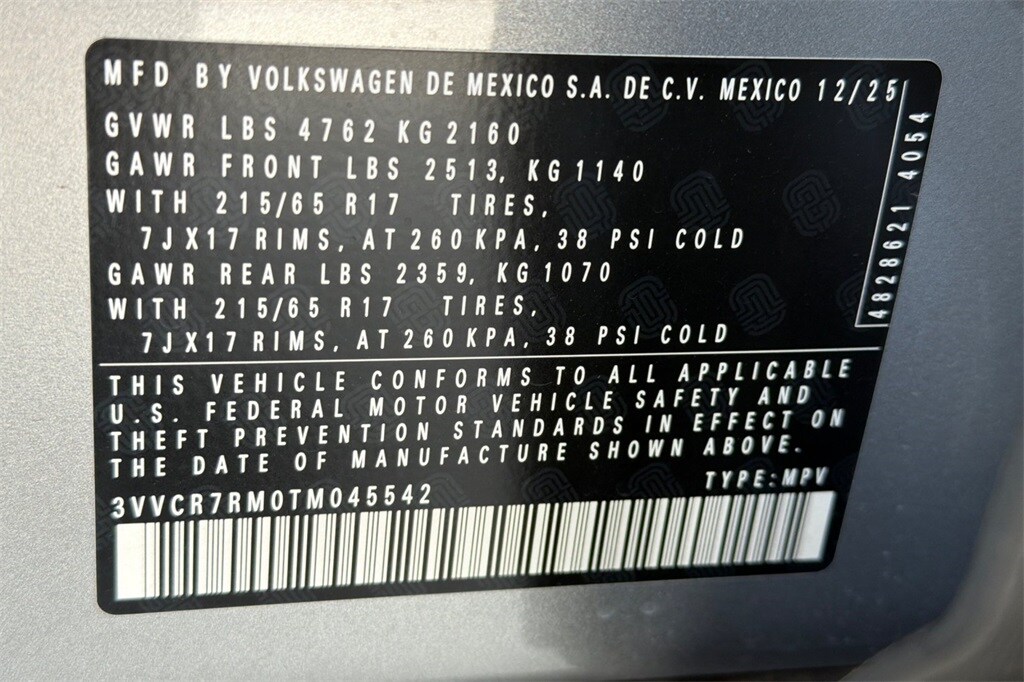 MFD BY VOLKSWAGEN DE MEXICO S.A. DE C.V. MEXICO 12/25
GVWR LBS 4762 KG 2160
GAWR FRONT LBS 2513, KG 1140
WITH 215/65 R17 TIRES,
7JX17 RIMS, AT 260 KPA, 38 PSI COLD
GAWR REAR LBS 2359, KG 1070
WITH 215/65 R17 TIRES,
7JX17 RIMS, AT 260 KPA, 38 PSI COLD
4828621 4054
THIS VEHICLE CONFORMS TO ALL APPLICABLE
U.S. FEDERAL MOTOR VEHICLE SAFETY AND
THEFT PREVENTION STANDARDS IN EFFECT ON
THE DATE OF MANUFACTURE SHOWN ABOVE.
TYPE: MPV
3VVCR7RM0TM045542